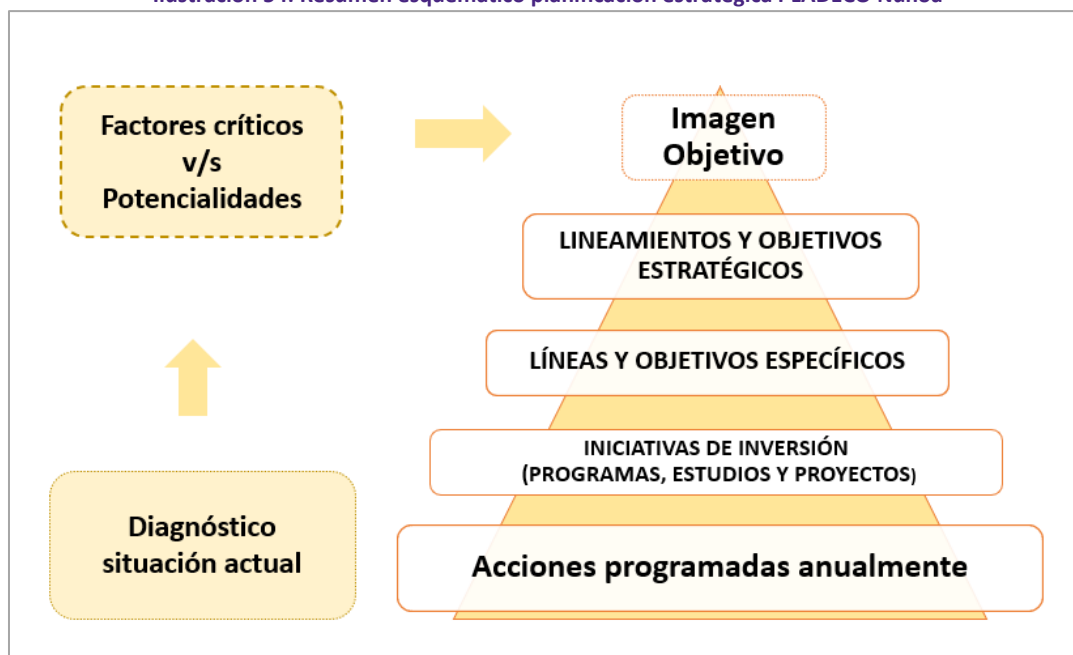 Factores críticos
v/s
Potencialidades
Imagen
Objetivo
LINEAMIENTOS Y OBJETIVOS
ESTRATÉGICOS
LÍNEAS Y OBJETIVOS ESPECÍFICOS
INICIATIVAS DE INVERSIÓN
(PROGRAMAS, ESTUDIOS Y PROYECTOS)
Diagnóstico
situación actual
Acciones programadas anualmente